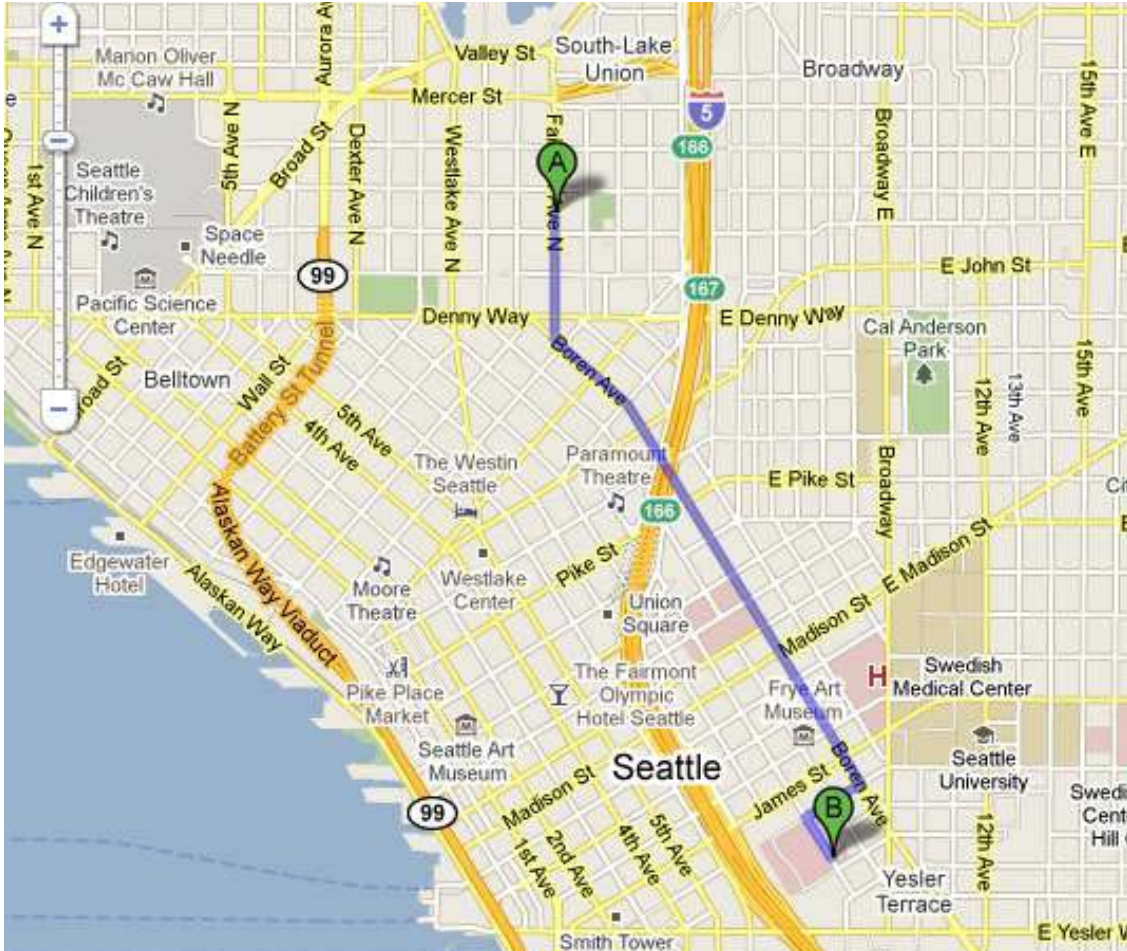 Valley St
South-Lake
Union
Broadway
Manon Oliver
Mc Caw Hall
Mercer St
Aurora Av
15th Ave E
5
166
1st Ave N
5th Ave N
Broad St
Dexter Ave N
Westlake Ave N
A
Ave N
Broadway E
Seattle
Children's
Theatre
Space
Needle
99
E John St
167
Pacific Science
Center
Denny Way
E Denny Way
Cal Anderson
Park
Boren Ave
Belltown
Wall St
Battery St Tunnel
5th Ave
4th Ave
12th Ave
13th Ave
15th Ave
The Westin
Seattle
Paramount
Theatre
E Pike St
Broadway
166
Edgewater
Hotel
Alaskan Way Viaduct
Alaskan Way
Moore
Theatre
Westlake
Center
Pike St
E Madison St
Union
Square
Madison St
Pike Place
Market
The Fairmont
Olympic
Hotel Seattle
Frye Art
Museum
H
Swedish
Medical Center
Seattle Art
Museum
Seattle
Boren Ave
Seattle
University
James St
99
Madison St
B
Swedi
Cent
Hill
1st Ave
2nd Ave
4th Ave
5th Ave
12th Ave
Yesler
Terrace
Smith Tower
E Yesler W